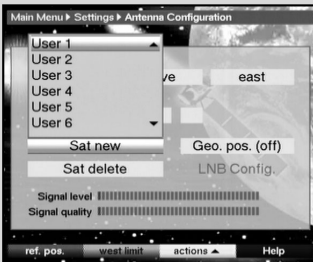 Main Menu ▶ Settings ▶ Antenna Configuration
User 1
User 2
User 3
ve east
User 4
User 5
User 6
Sat new Geo. pos. (off)
Sat delete LNB Config.
Signal level
Signal quality
ref. pos. west limit actions ▲ Help